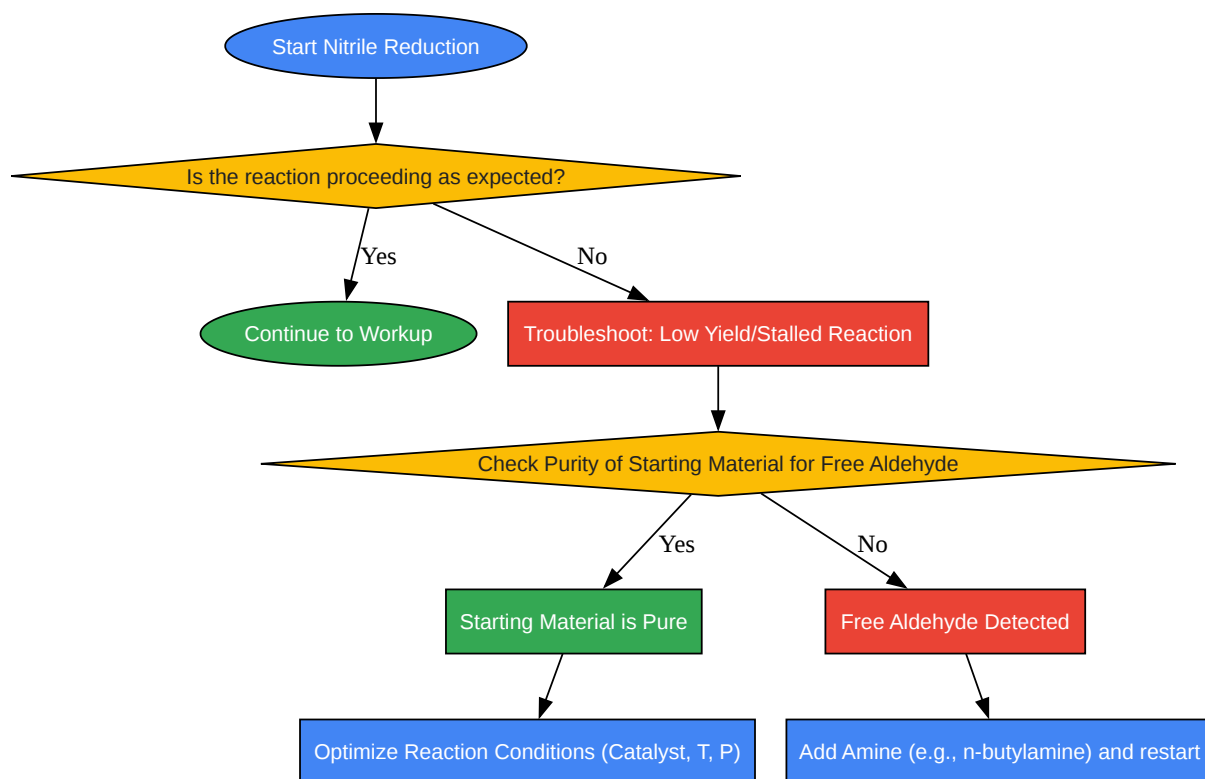 Start Nitrile Reduction
Is the reaction proceeding as expected?
Yes
No
Continue to Workup
Troubleshoot: Low Yield/Stalled Reaction
Check Purity of Starting Material for Free Aldehyde
Yes
No
Starting Material is Pure
Free Aldehyde Detected
Optimize Reaction Conditions (Catalyst, T, P)
Add Amine (e.g., n-butylamine) and restart